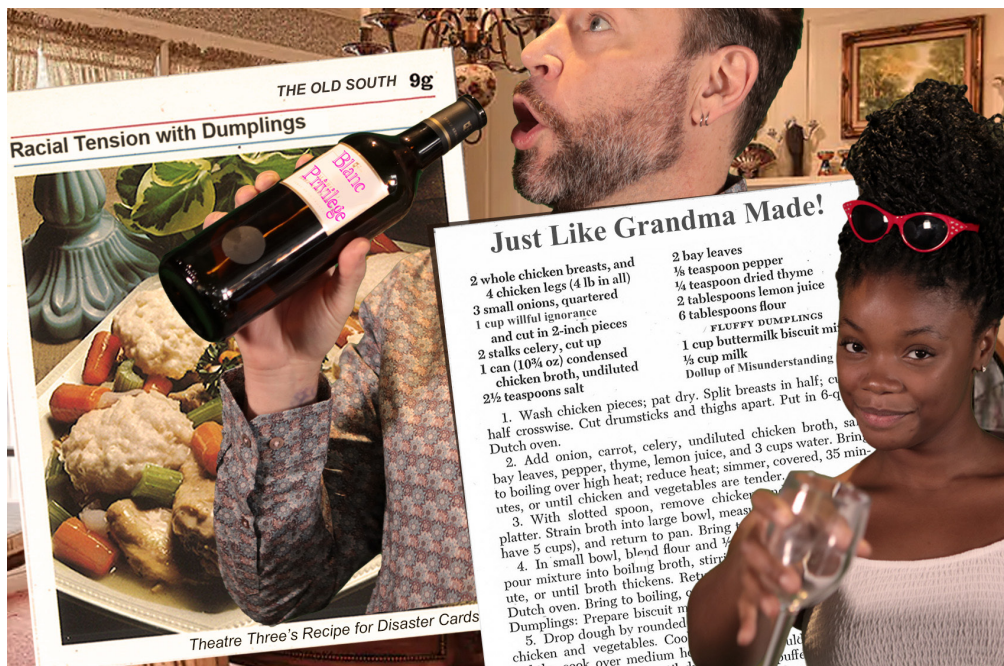 THE OLD SOUTH 9g
Racial Tension with Dumplings
Blanc
Privilege
Theatre Three's Recipe for Disaster Cards
Just Like Grandma Made!
2 whole chicken breasts, and
4 chicken legs (4 lb in all)
3 small onions, quartered
1 cup willful ignorance
and cut in 2-inch pieces
2 stalks celery, cut up
1 can (10¾ oz) condensed
chicken broth, undiluted
2½ teaspoons salt
2 bay leaves
⅛ teaspoon pepper
¼ teaspoon dried thyme
2 tablespoons lemon juice
6 tablespoons flour
FLUFFY DUMPLINGS
1 cup buttermilk biscuit
⅓ cup milk
Dollup of Misunderstanding
1. Wash chicken pieces; pat dry. Split breasts in half;
half crosswise. Cut drumsticks and thighs apart. Put in
Dutch oven.
2. Add onion, carrot, celery, undiluted chicken broth,
bay leaves, pepper, thyme, lemon juice, and 3 cups water. Bring
to boiling over high heat; reduce heat; simmer, covered, 35 min-
utes, or until chicken and vegetables are tender.
3. With slotted spoon, remove
platter. Strain broth into large bowl,
have 5 cups), and return to pan. Bring
4. In small bowl, blend flour and
pour mixture into boiling broth,
ute, or until broth thickens.
Dutch oven. Bring to boiling,
Dumplings: Prepare biscuit
5. Drop dough by rounded
chicken and vegetables.
cook over medium